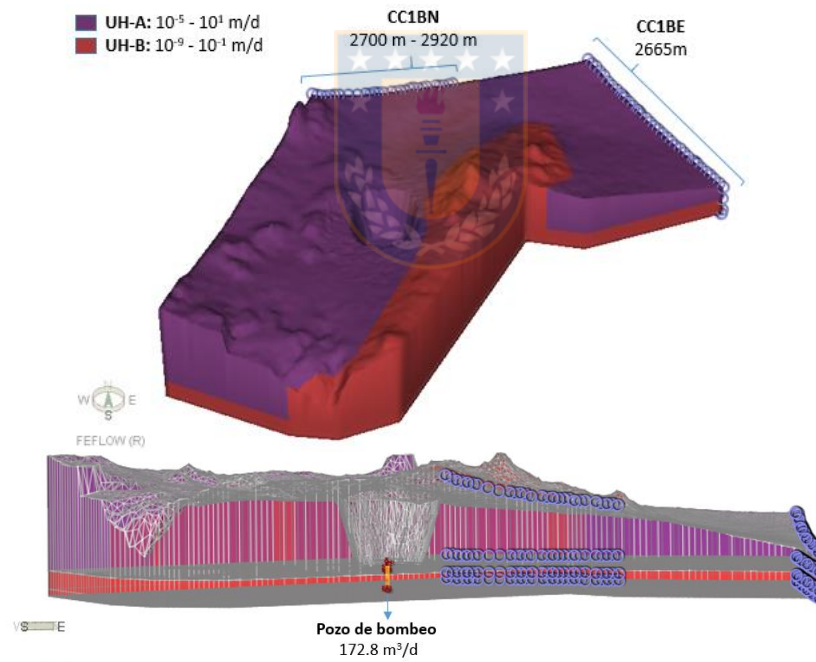 UH-A: 10⁻⁵ - 10¹ m/d
UH-B: 10⁻⁹ - 10⁻¹ m/d
CC1BN
2700 m - 2920 m
CC1BE
2665m
N
W E
S
FEFLOW (R)
S E
Pozo de bombeo
172.8 m³/d